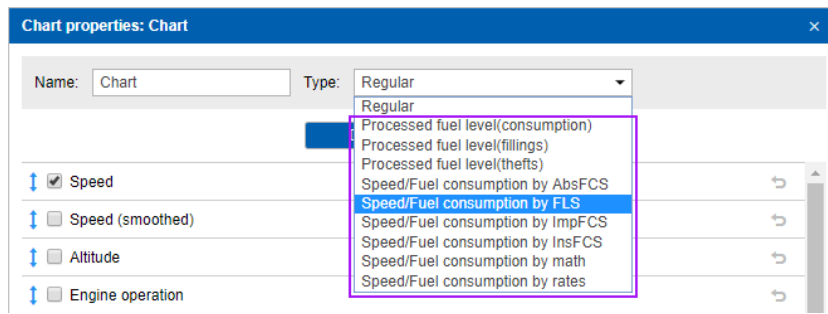 Chart properties: Chart
Name: Chart Type: Regular
Regular
Processed fuel level(consumption)
Processed fuel level(fillings)
Processed fuel level(thefts)
Speed/Fuel consumption by AbsFCS
Speed/Fuel consumption by FLS
Speed/Fuel consumption by ImpFCS
Speed/Fuel consumption by InsFCS
Speed/Fuel consumption by math
Speed/Fuel consumption by rates
Speed
Speed (smoothed)
Altitude
Engine operation